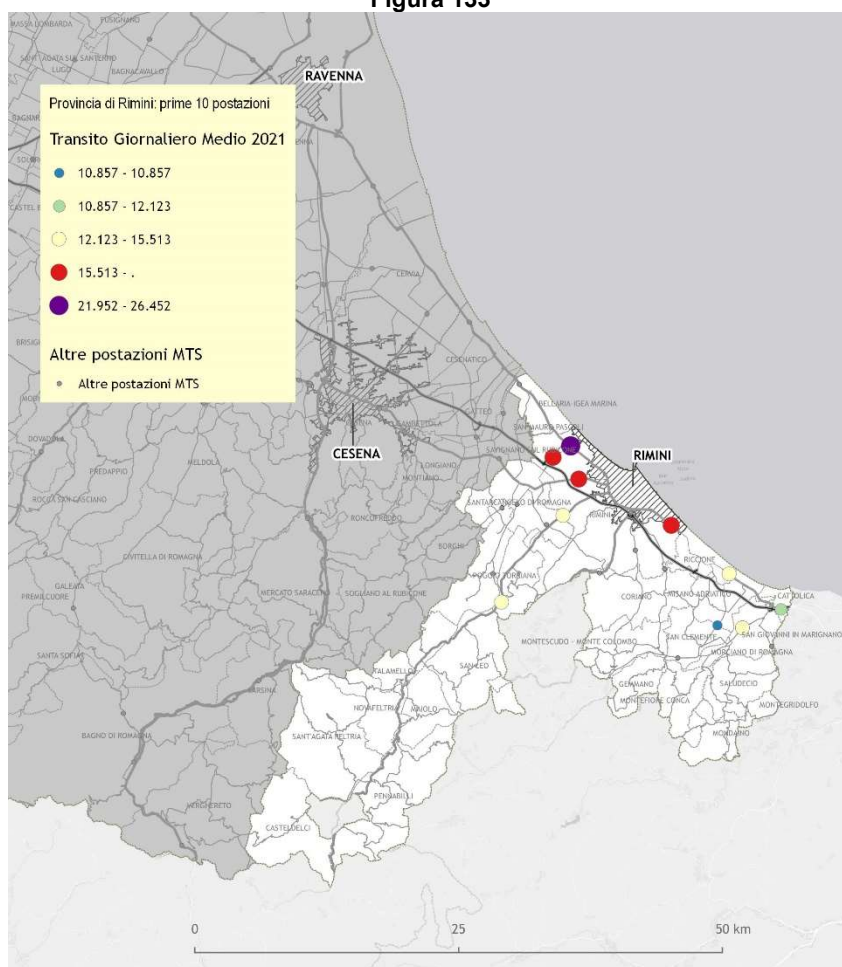 Figura 133
MASSA LOMBARDA
FUSIGNANO
SANT'AGATA SUL SANTERNO
LUGO
BAGNACAVALLO
RAVENNA
Provincia di Rimini: prime 10 postazioni
Transito Giornaliero Medio 2021
10.857 - 10.857
10.857 - 12.123
12.123 - 15.513
15.513 - .
21.952 - 26.452
Altre postazioni MTS
Altre postazioni MTS
CERVIA
CESENATICO
GATTEO
BELLARIA-IGEA MARINA
SAN MAURO PASCOLI
SAVIGNANO SUL RUBICONE
GAMBETTOLA
LONGIANO
MONTIANO
CESENA
RIMINI
DOVADOLA
PREDAPPIO
MELDOLA
ROCCA SAN CASCIANO
SANTARCANGELO DI ROMAGNA
RIMINI
RONCOFREDDO
BORGHI
CIVITELLA DI ROMAGNA
RICCIONE
GALEATA
PREMILCUORE
MERCATO SARACENO
SOGLIANO AL RUBICONE
POGGIO TORRIANA
CORIANO
MISANO ADRIATICO
CATTOLICA
SANTA SOFIA
MONTESCUDO - MONTE COLOMBO
SAN CLEMENTE
SAN GIOVANNI IN MARIGNANO
MORCIANO DI ROMAGNA
TALAMELLO
SAN LEO
GEMMANO
SALUDECIO
MONTEFIORE CONCA
MONTEGRIDOLFO
SARSINA
NOVAFELTRIA
MAIOLO
MONDAINO
BAGNO DI ROMAGNA
SANT'AGATA FELTRIA
PENNABILLI
VERGHERETO
CASTELDELCI
0
25
50 km